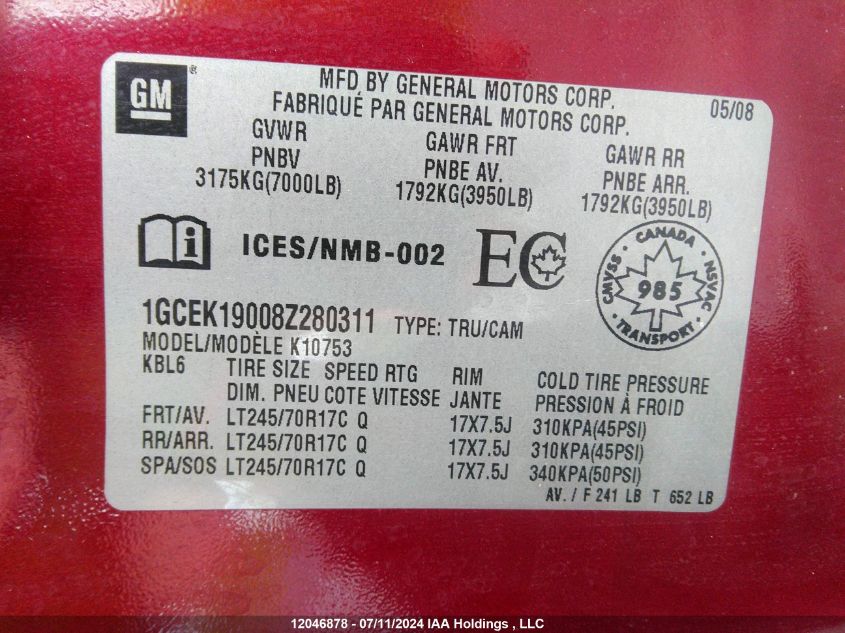 GM®
MFD BY GENERAL MOTORS CORP. 05/08
FABRIQUÉ PAR GENERAL MOTORS CORP.
GVWR GAWR FRT GAWR RR
PNBV PNBE AV. PNBE ARR.
3175KG(7000LB) 1792KG(3950LB) 1792KG(3950LB)
i ICES/NMB-002 EC
CANADA
CMVSS 985 NSVAC
TRANSPORT
1GCEK19008Z280311 TYPE: TRU/CAM
MODEL/MODÈLE K10753
KBL6 TIRE SIZE SPEED RTG RIM COLD TIRE PRESSURE
DIM. PNEU COTE VITESSE JANTE PRESSION À FROID
FRT/AV. LT245/70R17C Q 17X7.5J 310KPA(45PSI)
RR/ARR. LT245/70R17C Q 17X7.5J 310KPA(45PSI)
SPA/SOS LT245/70R17C Q 17X7.5J 340KPA(50PSI)
AV. / F 241 LB T 652 LB
12046878 - 07/11/2024 IAA Holdings , LLC